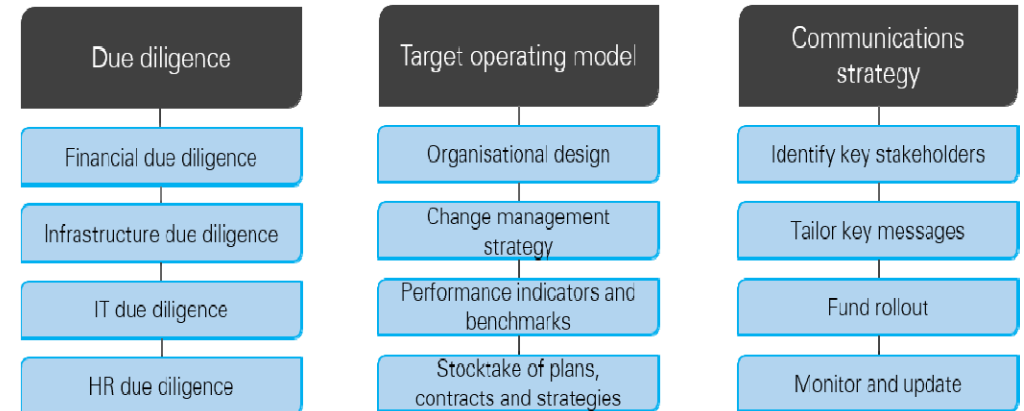 Due diligence
Financial due diligence
Infrastructure due diligence
IT due diligence
HR due diligence
Target operating model
Organisational design
Change management
strategy
Performance indicators and
benchmarks
Stocktake of plans,
contracts and strategies
Communications
strategy
Identify key stakeholders
Tailor key messages
Fund rollout
Monitor and update